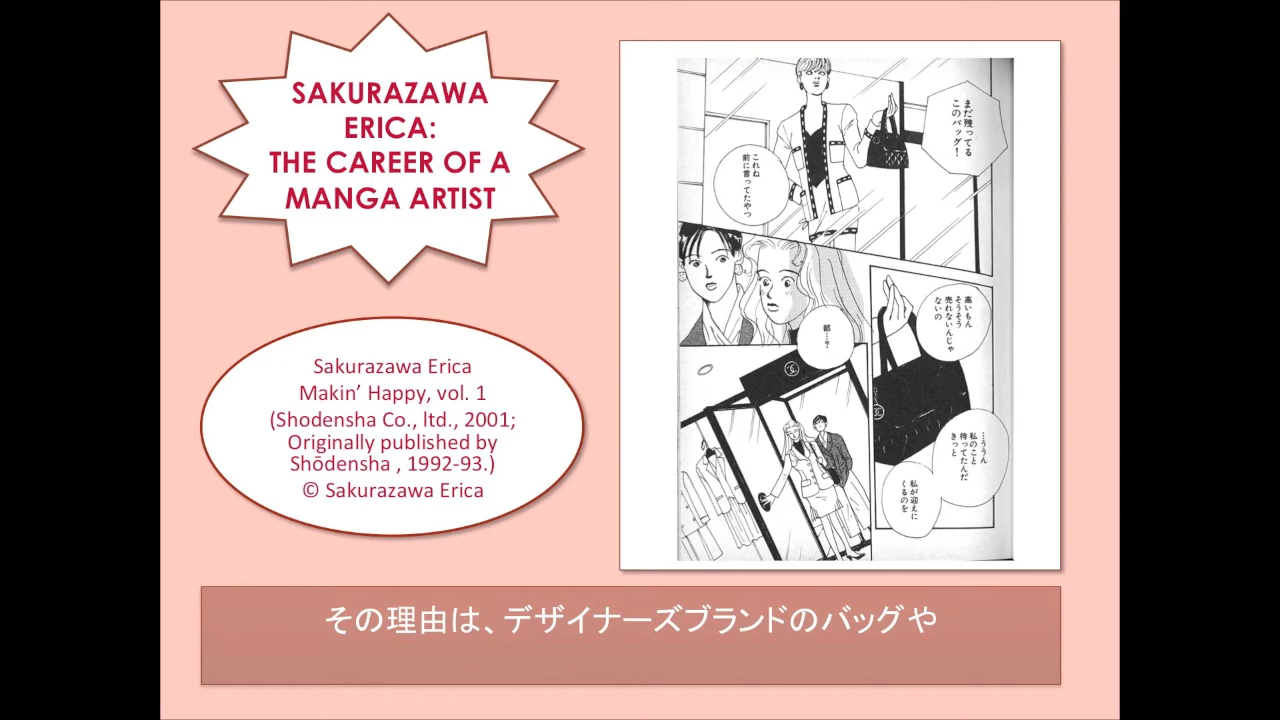 SAKURAZAWA
ERICA:
THE CAREER OF A
MANGA ARTIST
Sakurazawa Erica
Makin’ Happy, vol. 1
(Shodensha Co., ltd., 2001;
Originally published by
Shōdensha , 1992-93.)
© Sakurazawa Erica
まだ残ってる
このバッグ!
これね
前に言ってたやつ
都…?
高いもん
そうそう
売れないんじゃ
ないの
…ううん
私のこと
待ってたんだ
きっと
私が迎えに
くるのを
その理由は、デザイナーズブランドのバッグや